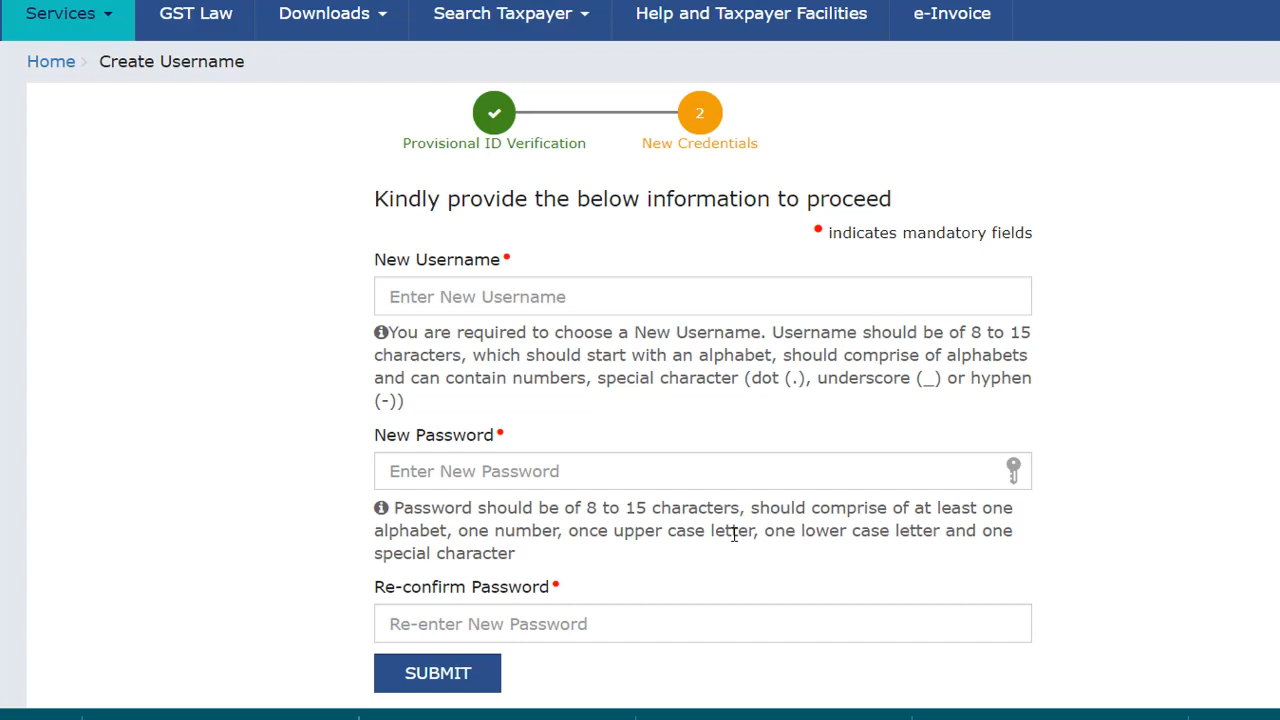 Services GST Law Downloads Search Taxpayer Help and Taxpayer Facilities e-Invoice
Home Create Username
2
Provisional ID Verification New Credentials
Kindly provide the below information to proceed
indicates mandatory fields
New Username
Enter New Username
You are required to choose a New Username. Username should be of 8 to 15
characters, which should start with an alphabet, should comprise of alphabets
and can contain numbers, special character (dot (.), underscore (_) or hyphen
(-))
New Password
Enter New Password
Password should be of 8 to 15 characters, should comprise of at least one
alphabet, one number, once upper case letter, one lower case letter and one
special character
Re-confirm Password
Re-enter New Password
SUBMIT